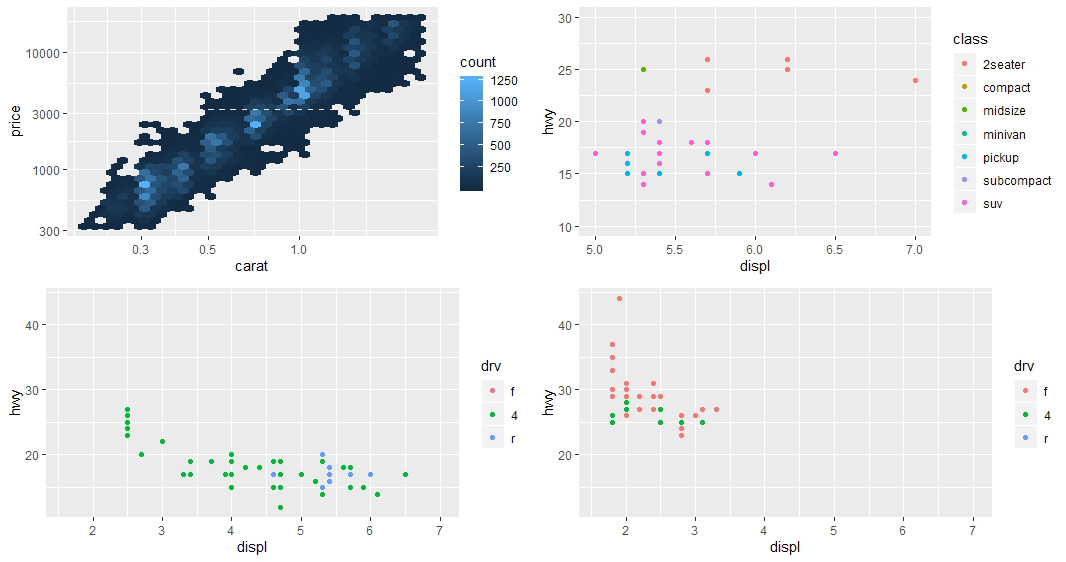 10000
3000
1000
300
price
0.3 0.5 1.0
carat
count
1250
1000
750
500
250
30
25
20
15
10
hwy
5.0 5.5 6.0 6.5 7.0
displ
class
2seater
compact
midsize
minivan
pickup
subcompact
suv
40
30
20
hwy
2 3 4 5 6 7
displ
drv
f
4
r
40
30
20
hwy
2 3 4 5 6 7
displ
drv
f
4
r